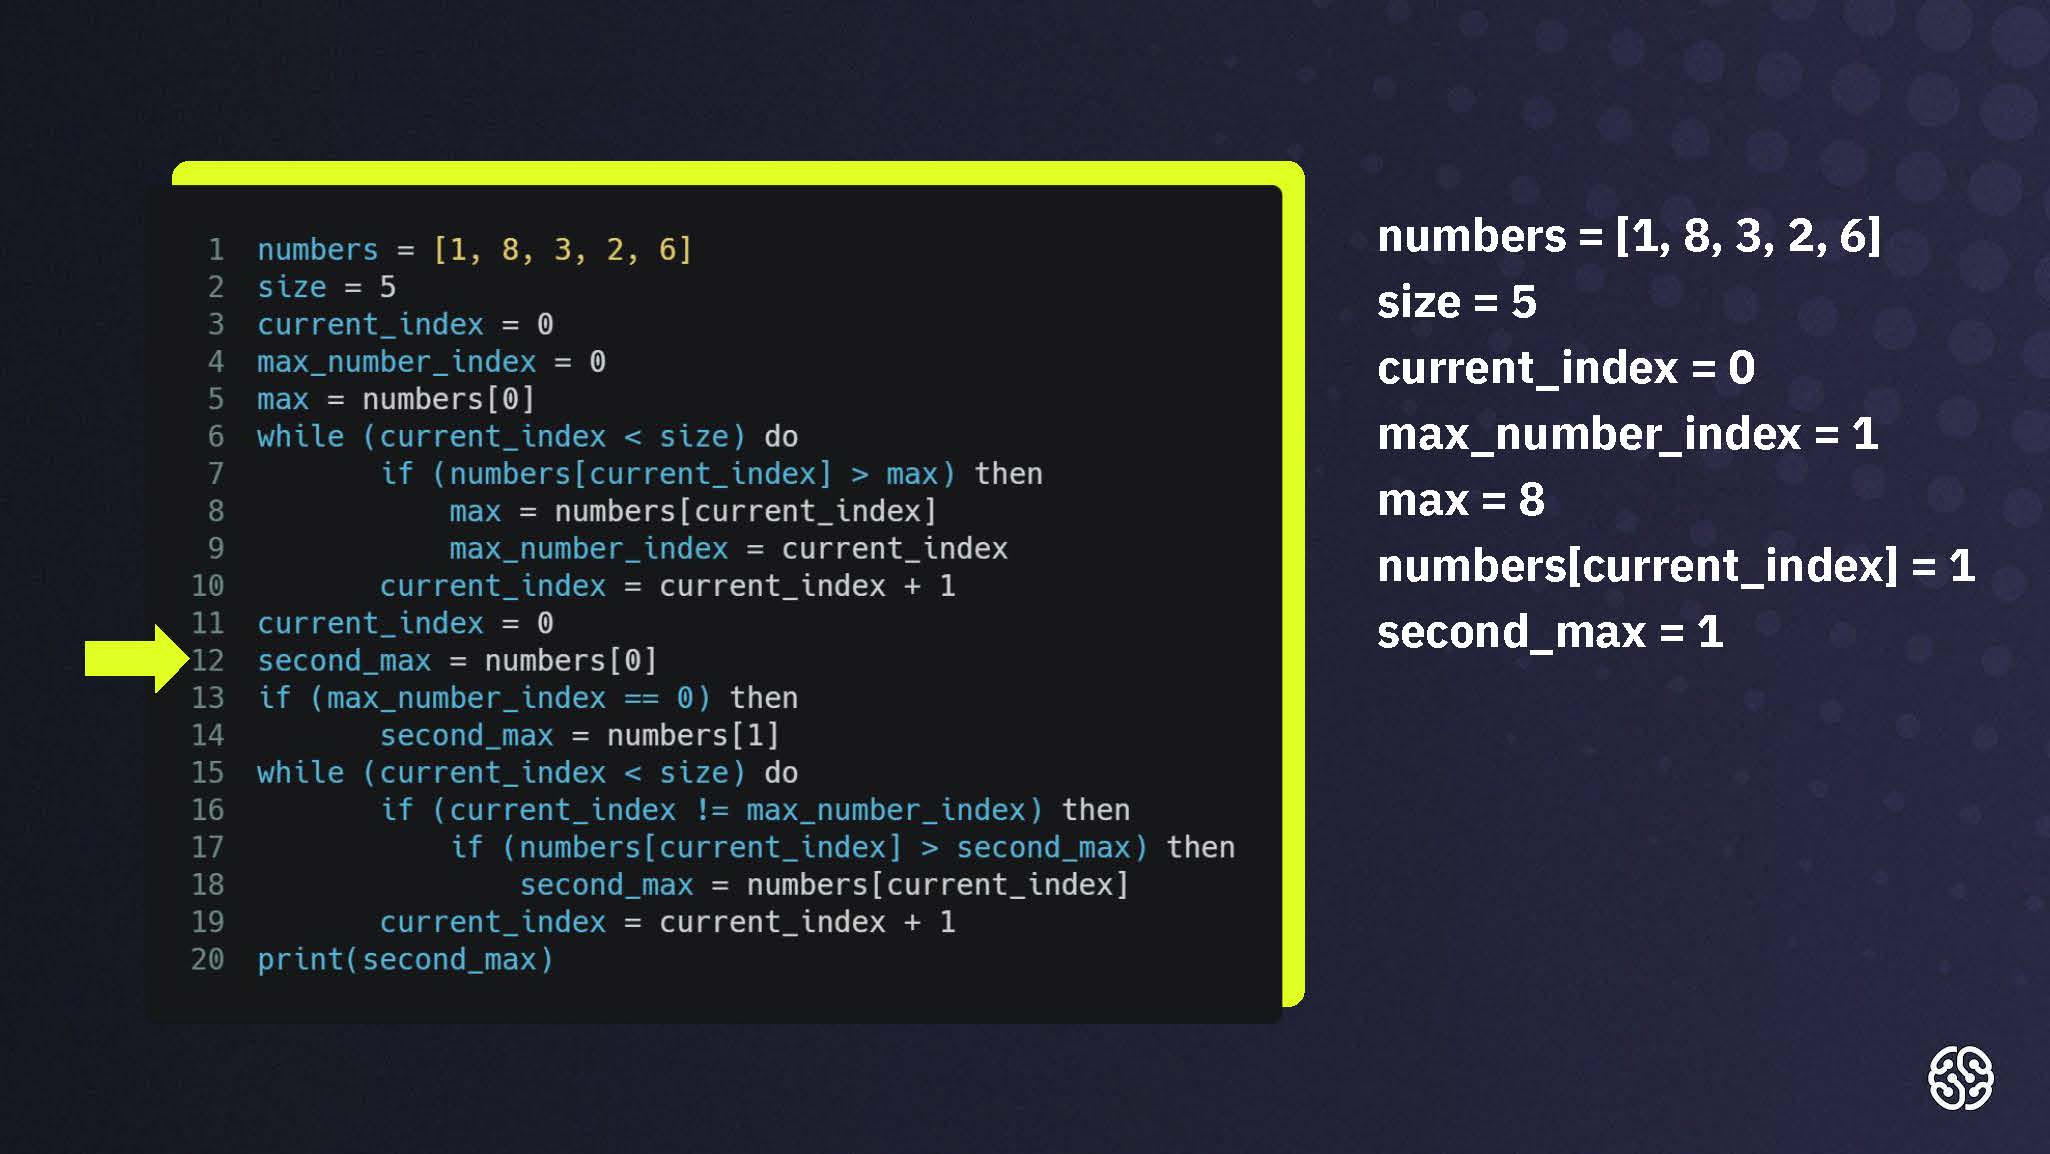 1 numbers = [1, 8, 3, 2, 6]
2 size = 5
3 current_index = 0
4 max_number_index = 0
5 max = numbers[0]
6 while (current_index < size) do
7 if (numbers[current_index] > max) then
8 max = numbers[current_index]
9 max_number_index = current_index
10 current_index = current_index + 1
11 current_index = 0
12 second_max = numbers[0]
13 if (max_number_index == 0) then
14 second_max = numbers[1]
15 while (current_index < size) do
16 if (current_index != max_number_index) then
17 if (numbers[current_index] > second_max) then
18 second_max = numbers[current_index]
19 current_index = current_index + 1
20 print(second_max)
numbers = [1, 8, 3, 2, 6]
size = 5
current_index = 0
max_number_index = 1
max = 8
numbers[current_index] = 1
second_max = 1